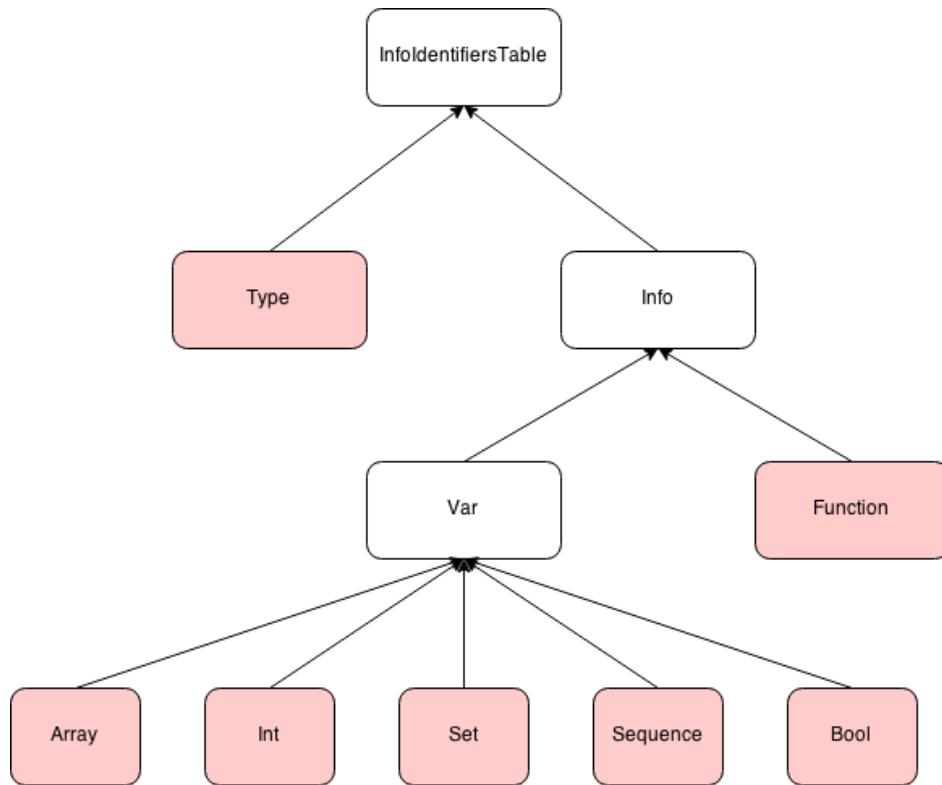 InfoIdentifiersTable
Type
Info
Var
Function
Array
Int
Set
Sequence
Bool